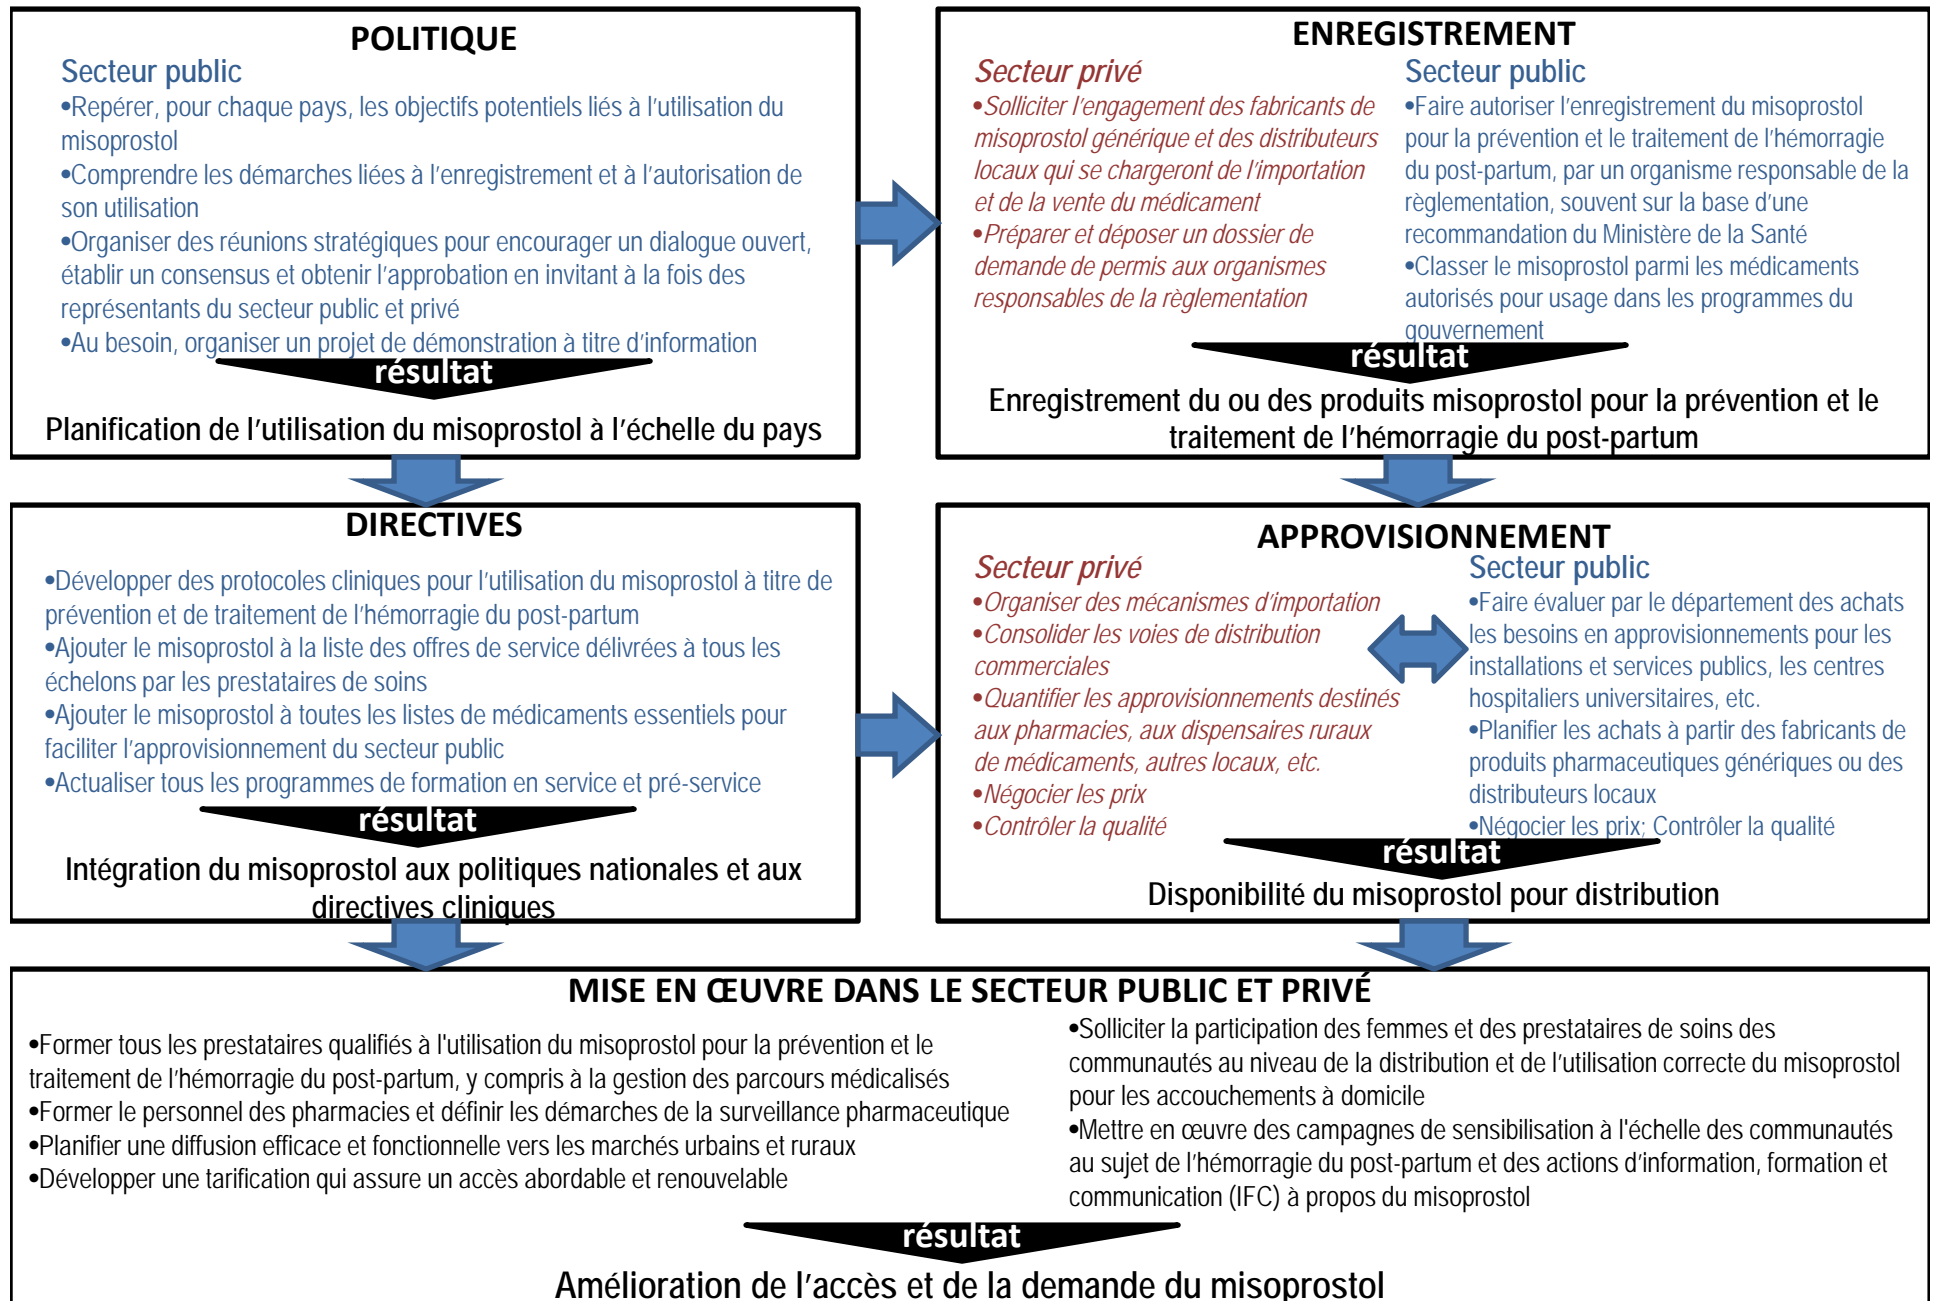 POLITIQUE
Secteur public
•Repérer, pour chaque pays, les objectifs potentiels liés à l'utilisation du
misoprostol
•Comprendre les démarches liées à l'enregistrement et à l'autorisation de
son utilisation
•Organiser des réunions stratégiques pour encourager un dialogue ouvert,
établir un consensus et obtenir l'approbation en invitant à la fois des
représentants du secteur public et privé
•Au besoin, organiser un projet de démonstration à titre d'information
résultat
Planification de l'utilisation du misoprostol à l'échelle du pays
ENREGISTREMENT
Secteur privé
•Solliciter l'engagement des fabricants de
misoprostol générique et des distributeurs
locaux qui se chargeront de l'importation
et de la vente du médicament
•Préparer et déposer un dossier de
demande de permis aux organismes
responsables de la règlementation
Secteur public
•Faire autoriser l'enregistrement du misoprostol
pour la prévention et le traitement de l'hémorragie
du post-partum, par un organisme responsable de la
règlementation, souvent sur la base d'une
recommandation du Ministère de la Santé
•Classer le misoprostol parmi les médicaments
autorisés pour usage dans les programmes du
gouvernement
résultat
Enregistrement du ou des produits misoprostol pour la prévention et le
traitement de l'hémorragie du post-partum
DIRECTIVES
•Développer des protocoles cliniques pour l'utilisation du misoprostol à titre de
prévention et de traitement de l'hémorragie du post-partum
•Ajouter le misoprostol à la liste des offres de service délivrées à tous les
échelons par les prestataires de soins
•Ajouter le misoprostol à toutes les listes de médicaments essentiels pour
faciliter l'approvisionnement du secteur public
•Actualiser tous les programmes de formation en service et pré-service
résultat
Intégration du misoprostol aux politiques nationales et aux
directives cliniques
APPROVISIONNEMENT
Secteur privé
•Organiser des mécanismes d'importation
•Consolider les voies de distribution
commerciales
•Quantifier les approvisionnements destinés
aux pharmacies, aux dispensaires ruraux
de médicaments, autres locaux, etc.
•Négocier les prix
•Contrôler la qualité
Secteur public
•Faire évaluer par le département des achats
les besoins en approvisionnements pour les
installations et services publics, les centres
hospitaliers universitaires, etc.
•Planifier les achats à partir des fabricants de
produits pharmaceutiques génériques ou des
distributeurs locaux
•Négocier les prix; Contrôler la qualité
résultat
Disponibilité du misoprostol pour distribution
MISE EN ŒUVRE DANS LE SECTEUR PUBLIC ET PRIVÉ
•Former tous les prestataires qualifiés à l'utilisation du misoprostol pour la prévention et le
traitement de l'hémorragie du post-partum, y compris à la gestion des parcours médicalisés
•Former le personnel des pharmacies et définir les démarches de la surveillance pharmaceutique
•Planifier une diffusion efficace et fonctionnelle vers les marchés urbains et ruraux
•Développer une tarification qui assure un accès abordable et renouvelable
•Solliciter la participation des femmes et des prestataires de soins des
communautés au niveau de la distribution et de l'utilisation correcte du misoprostol
pour les accouchements à domicile
•Mettre en œuvre des campagnes de sensibilisation à l'échelle des communautés
au sujet de l'hémorragie du post-partum et des actions d'information, formation et
communication (IFC) à propos du misoprostol
résultat
Amélioration de l'accès et de la demande du misoprostol